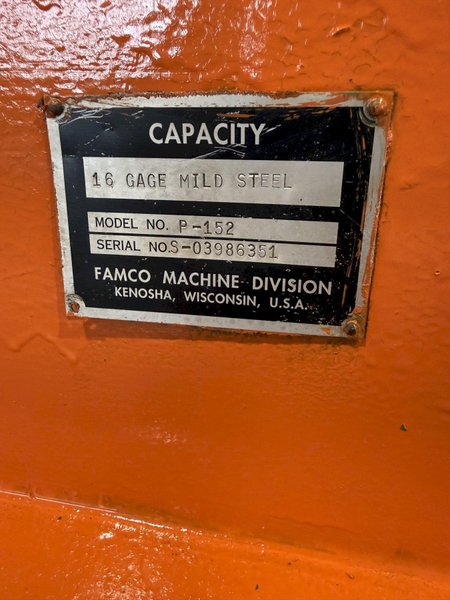 CAPACITY
16 GAGE MILD STEEL
MODEL NO. P-152
SERIAL NO. S-03986351
FAMCO MACHINE DIVISION
KENOSHA, WISCONSIN, U.S.A.